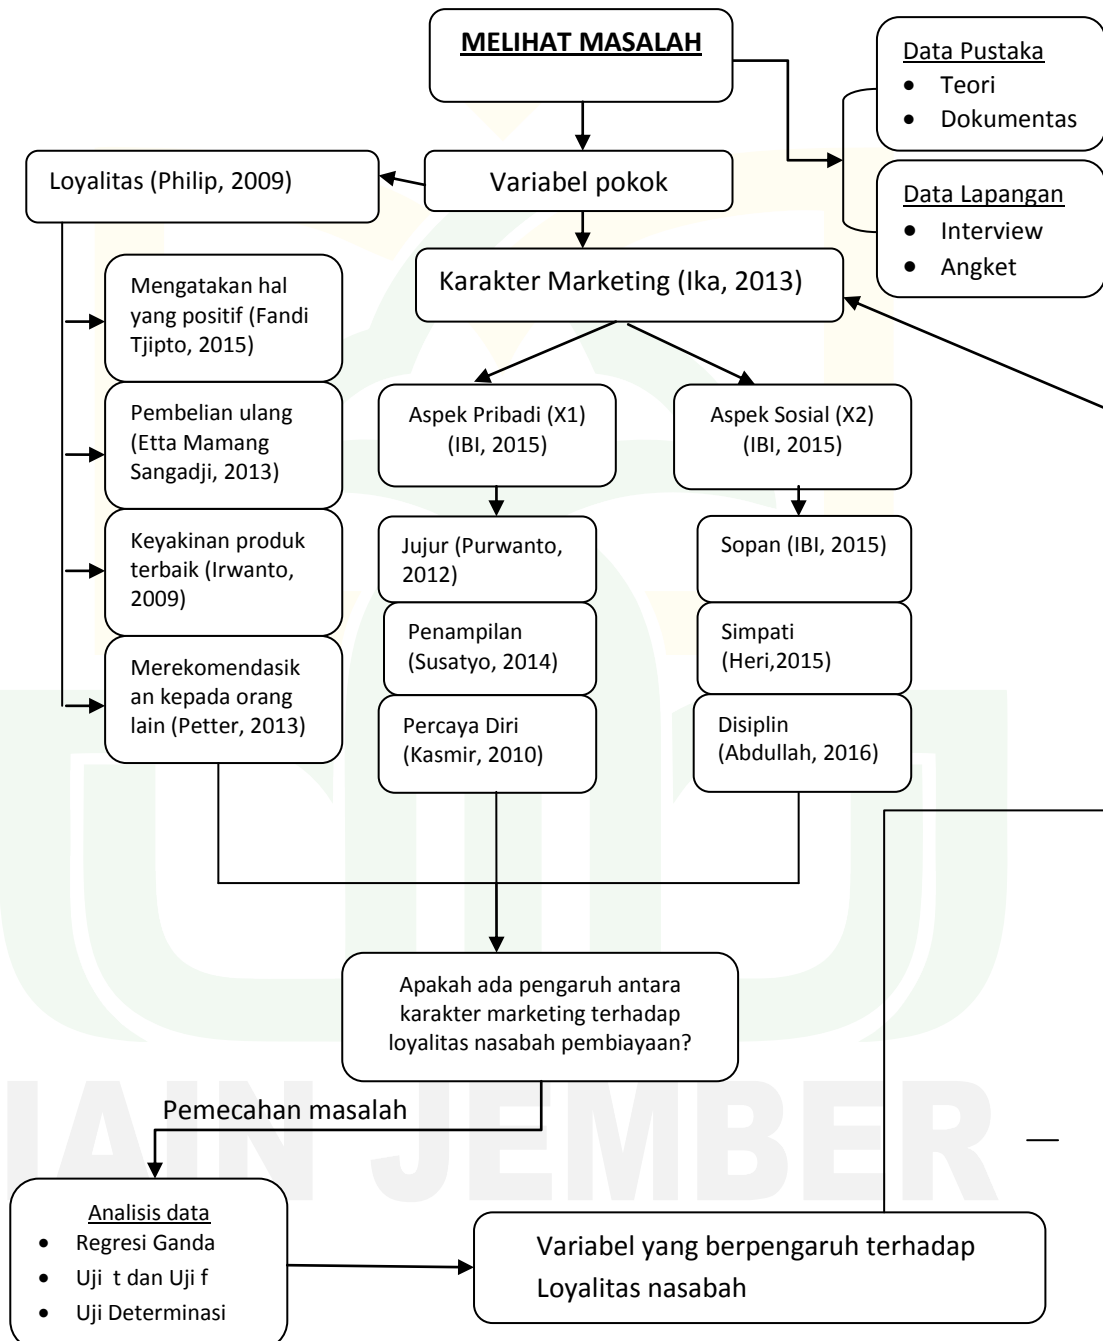 MELIHAT MASALAH
Data Pustaka
• Teori
• Dokumentas
Data Lapangan
• Interview
• Angket
Variabel pokok
Loyalitas (Philip, 2009)
Karakter Marketing (Ika, 2013)
Mengatakan hal
yang positif (Fandi
Tjipto, 2015)
Pembelian ulang
(Etta Mamang
Sangadji, 2013)
Keyakinan produk
terbaik (Irwanto,
2009)
Merekomendasik
an kepada orang
lain (Petter, 2013)
Aspek Pribadi (X1)
(IBI, 2015)
Jujur (Purwanto,
2012)
Penampilan
(Susatyo, 2014)
Percaya Diri
(Kasmir, 2010)
Aspek Sosial (X2)
(IBI, 2015)
Sopan (IBI, 2015)
Simpati
(Heri,2015)
Disiplin
(Abdullah, 2016)
Apakah ada pengaruh antara
karakter marketing terhadap
loyalitas nasabah pembiayaan?
Pemecahan masalah
IAIN JEMBER
Analisis data
• Regresi Ganda
• Uji t dan Uji f
• Uji Determinasi
Variabel yang berpengaruh terhadap
Loyalitas nasabah